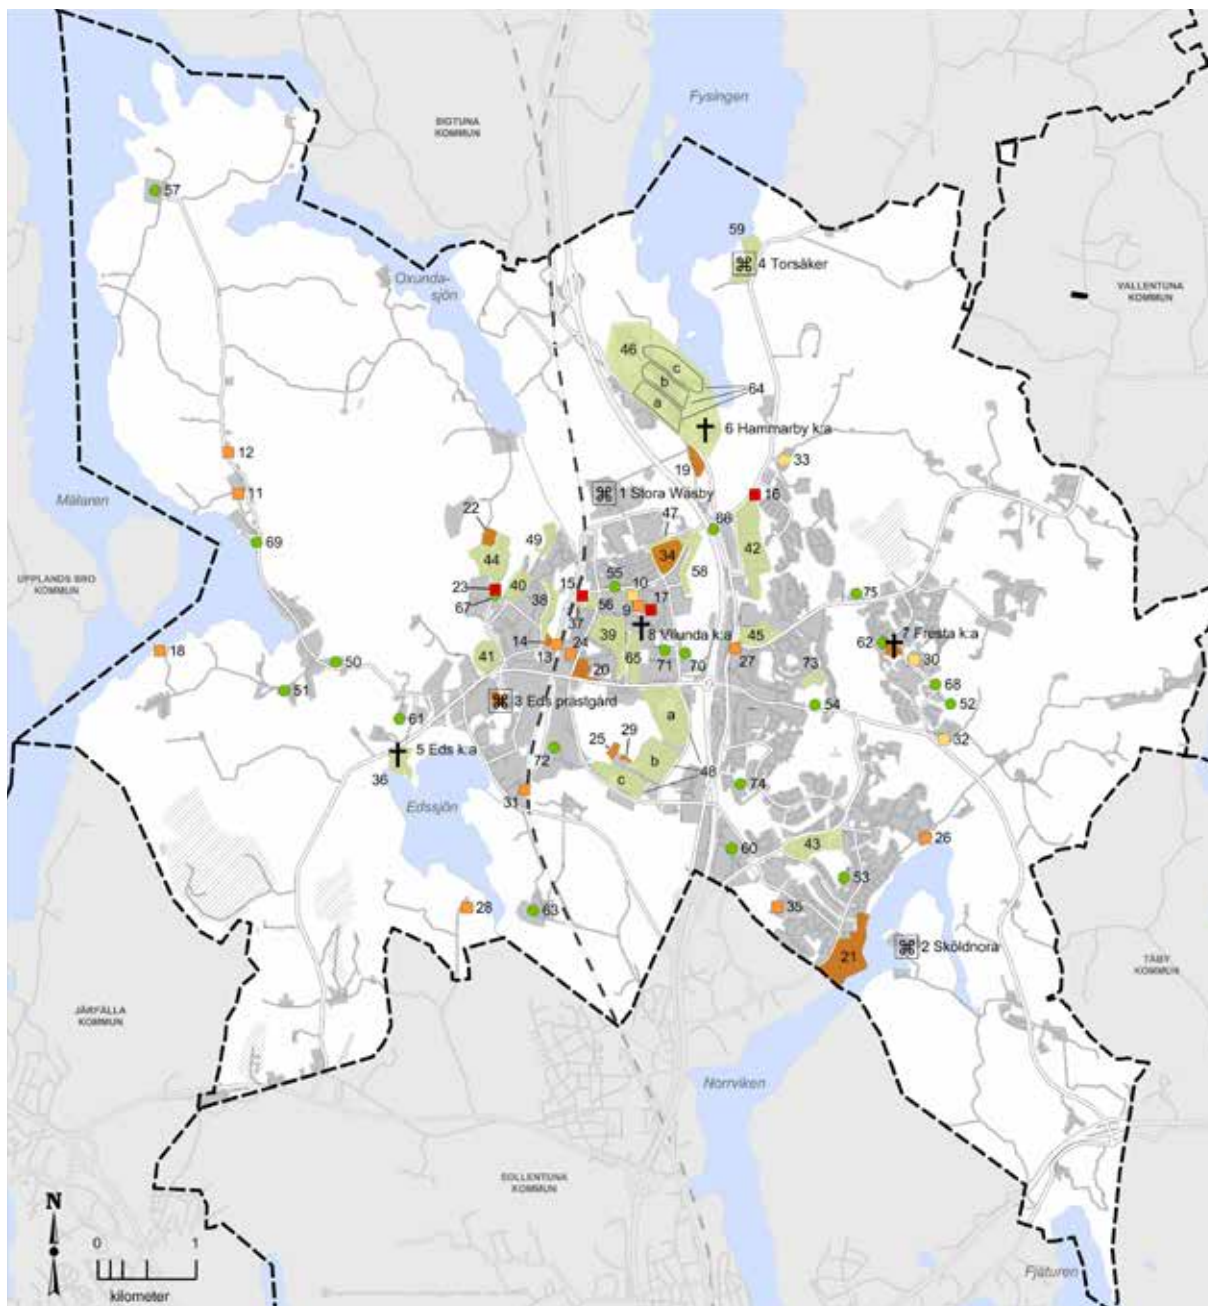 Fysingen
SIGTUNA
KOMMUN
57
59
4 Torsåker
VALLENTUNA
KOMMUN
Oxunda-
sjön
46
c
b
a
64
6 Hammarby k:a
12
19
33
Mälaren
11
1 Stora Wäsby
16
22
47
66
69
49
44
34
42
UPPLANDS BRO
KOMMUN
55
58
23
40
15
10
75
67
38
56
9
17
37
18
14
24
39
8 Vilunda k:a
45
62
7 Fresta k:a
50
41
13
20
65
71
70
27
73
30
51
68
3 Eds prästgård
54
52
61
a
32
5 Eds k:a
25
29
b
72
c
48
36
74
31
Edssjön
26
60
43
53
28
63
35
2 Sköldnora
21
TÄBY
KOMMUN
JÄRFÄLLA
KOMMUN
Norrviken
SOLLENTUNA
KOMMUN
N
0 1
kilometer
Fjäturen